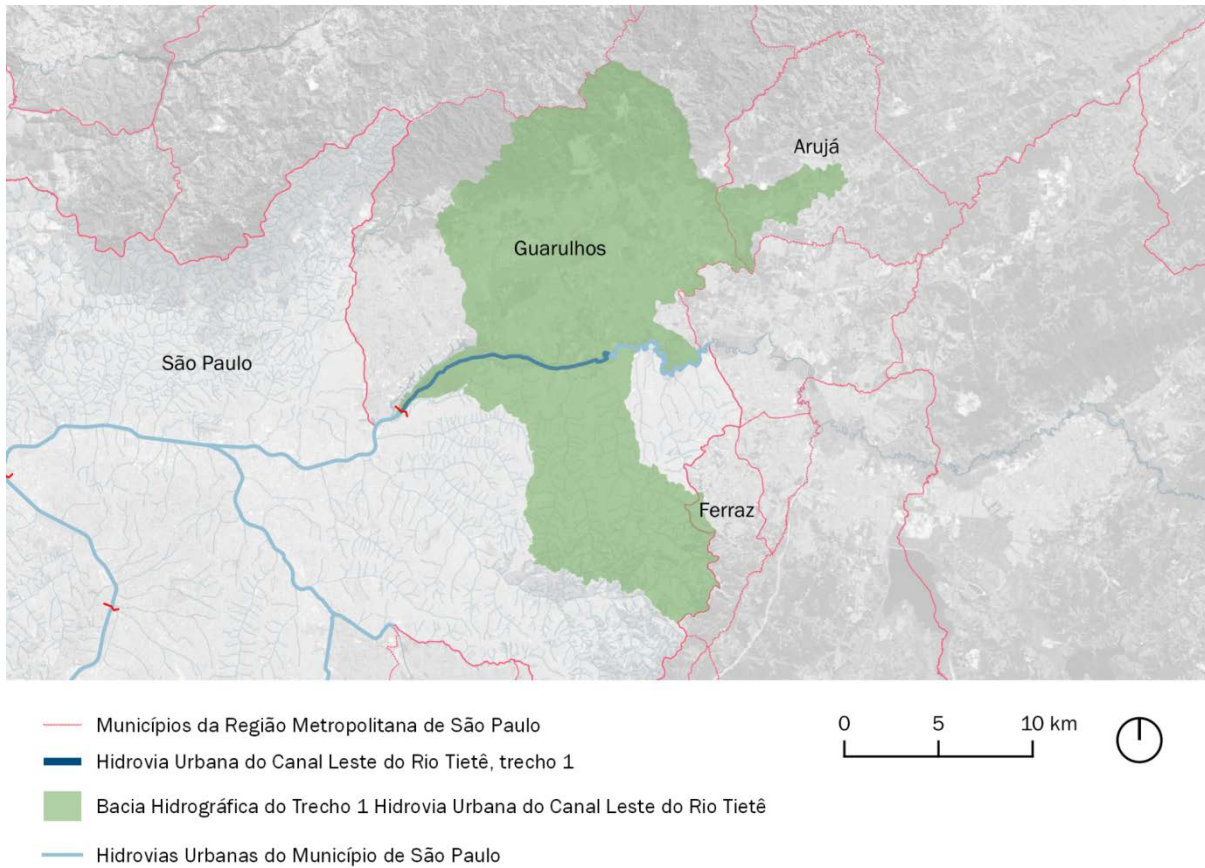 Arujá
Guarulhos
São Paulo
Ferraz
Municípios da Região Metropolitana de São Paulo
0 5 10 km
Hidrovia Urbana do Canal Leste do Rio Tietê, trecho 1
Bacia Hidrográfica do Trecho 1 Hidrovia Urbana do Canal Leste do Rio Tietê
Hidrovias Urbanas do Município de São Paulo